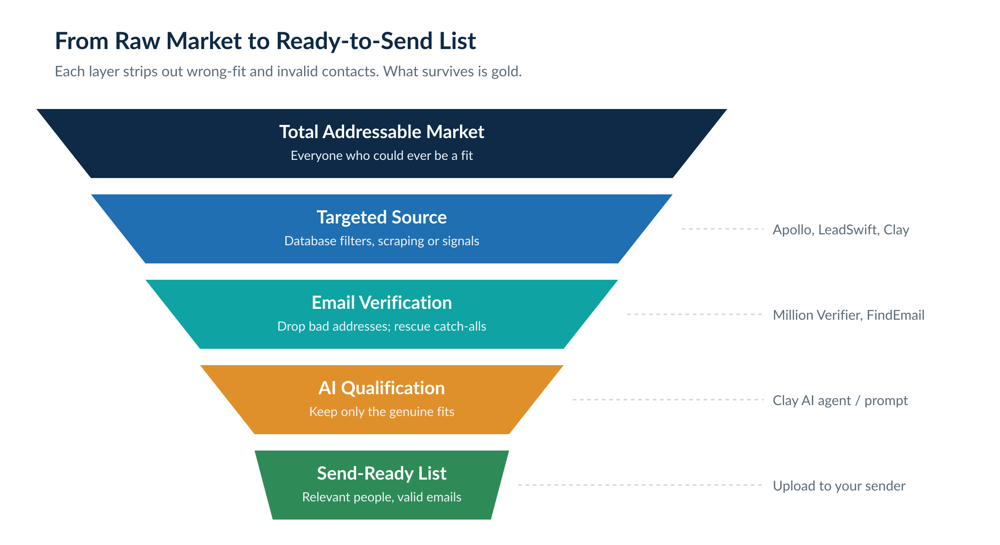 From Raw Market to Ready-to-Send List
Each layer strips out wrong-fit and invalid contacts. What survives is gold.
Total Addressable Market
Everyone who could ever be a fit
Targeted Source
Database filters, scraping or signals
Apollo, LeadSwift, Clay
Email Verification
Drop bad addresses; rescue catch-alls
Million Verifier, FindEmail
AI Qualification
Keep only the genuine fits
Clay AI agent / prompt
Send-Ready List
Relevant people, valid emails
Upload to your sender